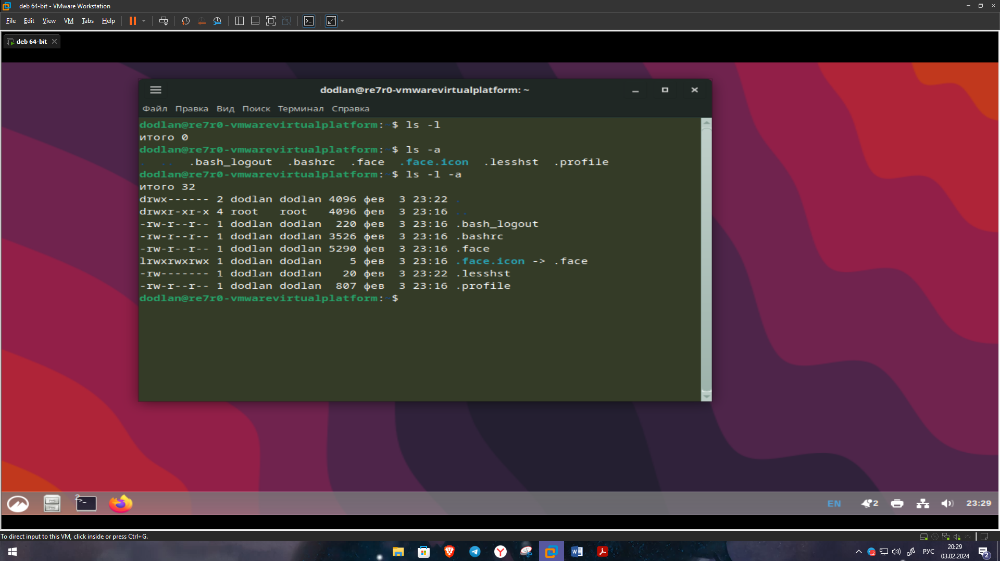 deb 64-bit - VMware Workstation
File Edit View VM Tabs Help
deb 64-bit
dodlan@re7r0-vmwarevirtualplatform: ~
Файл Правка Вид Поиск Терминал Справка
dodlan@re7r0-vmwarevirtualplatform:~$ ls -l
итого 0
dodlan@re7r0-vmwarevirtualplatform:~$ ls -a
.  ..  .bash_logout  .bashrc  .face  .face.icon  .lesshst  .profile
dodlan@re7r0-vmwarevirtualplatform:~$ ls -l -a
итого 32
drwx------ 2 dodlan dodlan 4096 фев  3 23:22 .
drwxr-xr-x 4 root   root   4096 фев  3 23:16 ..
-rw-r--r-- 1 dodlan dodlan  220 фев  3 23:16 .bash_logout
-rw-r--r-- 1 dodlan dodlan 3526 фев  3 23:16 .bashrc
-rw-r--r-- 1 dodlan dodlan 5290 фев  3 23:16 .face
lrwxrwxrwx 1 dodlan dodlan    5 фев  3 23:16 .face.icon -> .face
-rw------- 1 dodlan dodlan   20 фев  3 23:22 .lesshst
-rw-r--r-- 1 dodlan dodlan  807 фев  3 23:16 .profile
dodlan@re7r0-vmwarevirtualplatform:~$
2
EN 2 23:29
To direct input to this VM, click inside or press Ctrl+G.
РУС 20:29
03.02.2024 2